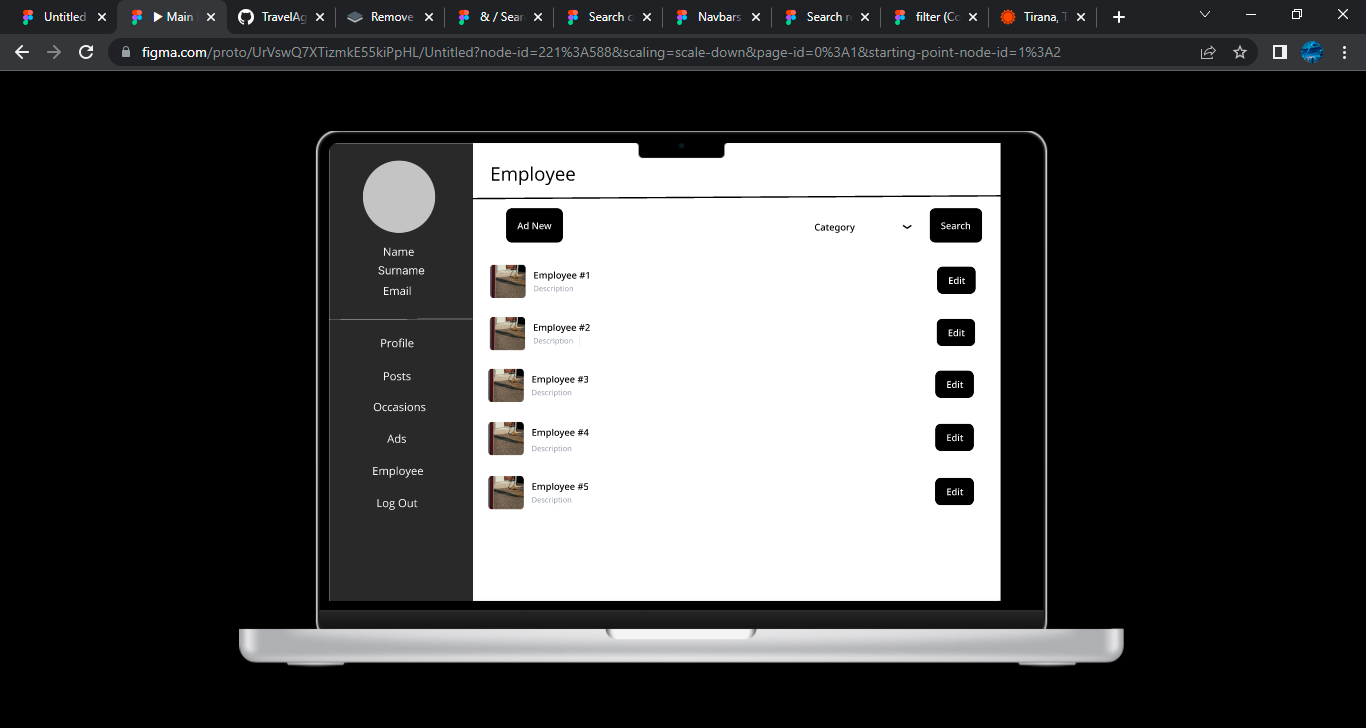 Untitled
▶ Main
TravelAg
Remove
& / Sear
Search c
Navbars
Search r
filter (Co
Tirana, T
figma.com/proto/UrVswQ7XTizmkE55kiPpHL/Untitled?node-id=221%3A588&scaling=scale-down&page-id=0%3A1&starting-point-node-id=1%3A2
Name
Surname
Email
Profile
Posts
Occasions
Ads
Employee
Log Out
Employee
Ad New
Category
Search
Employee #1
Description
Edit
Employee #2
Description
Edit
Employee #3
Description
Edit
Employee #4
Description
Edit
Employee #5
Description
Edit